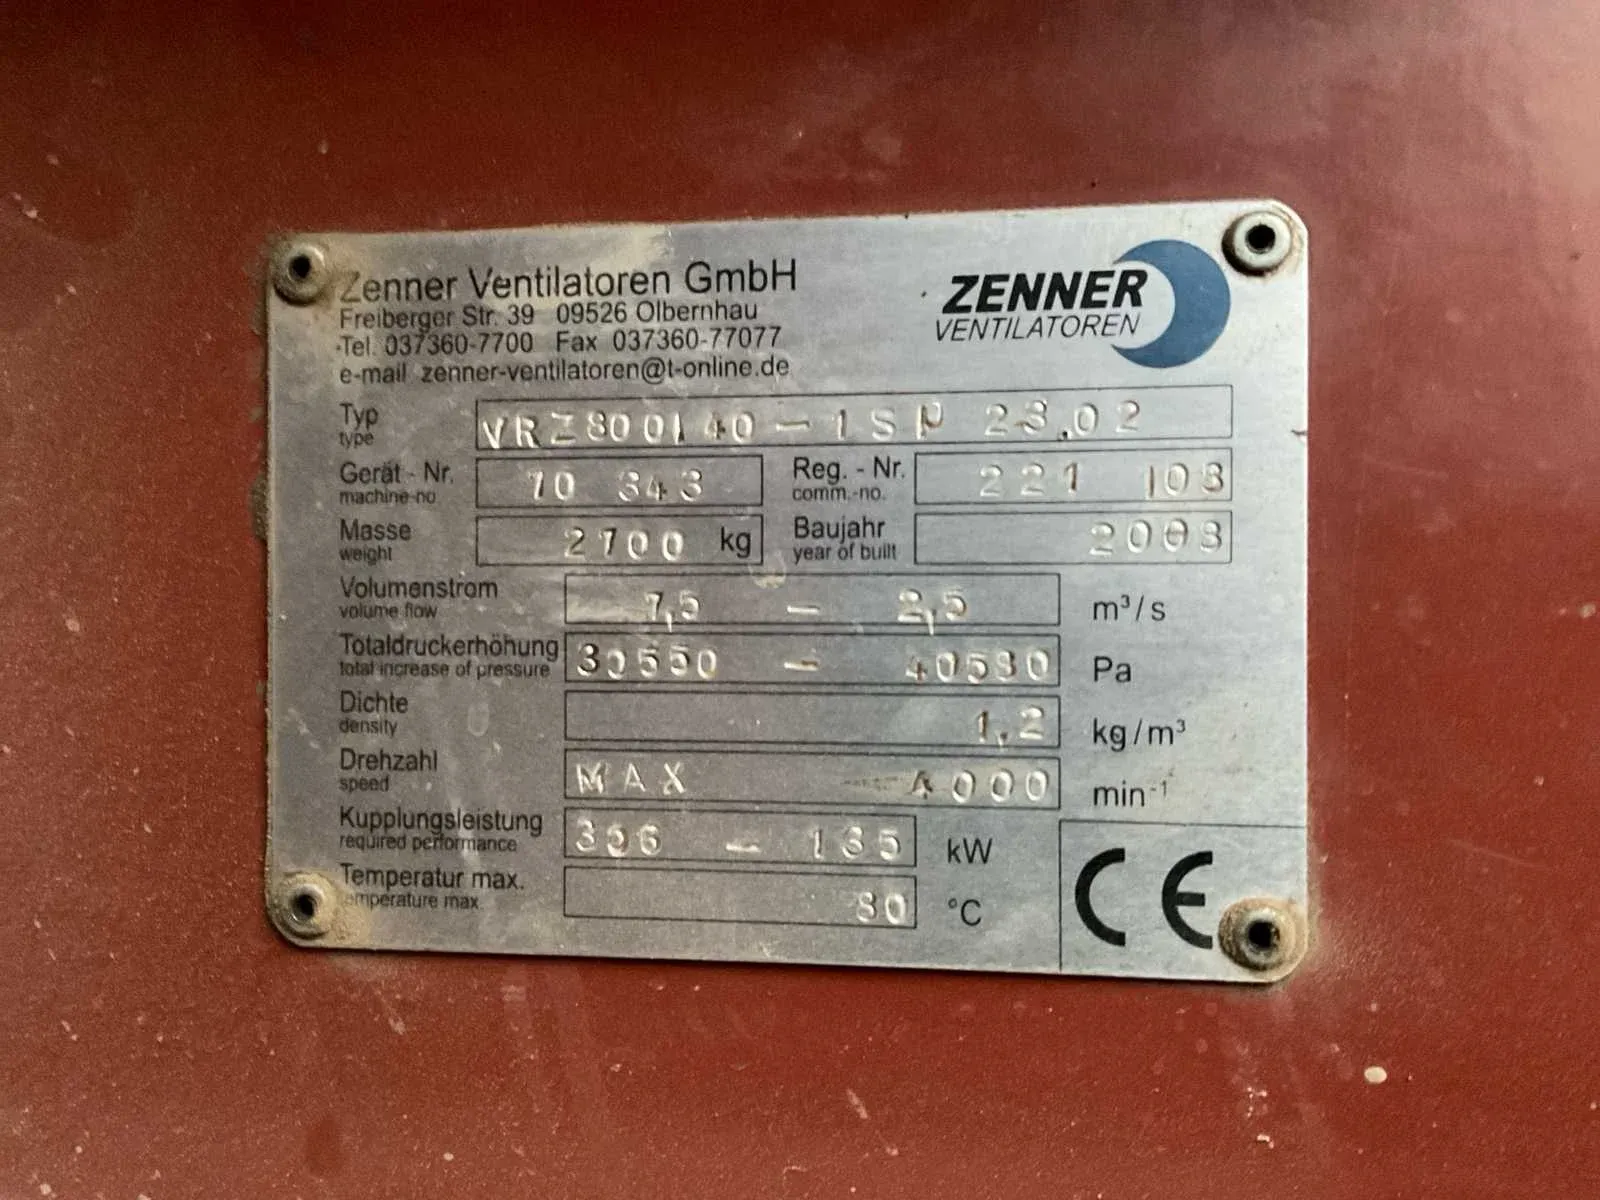 Zenner Ventilatoren GmbH
Freiberger Str. 39 09526 Olbernhau
Tel. 037360-7700 Fax 037360-77077
e-mail zenner-ventilatoren@t-online.de
ZENNER
VENTILATOREN
Typ VRZ800I40 - 1SP 23.02
type
Gerät - Nr. 10 343 Reg. - Nr. 221 103
machine-no comm.-no.
Masse 2700 kg Baujahr 2003
weight year of built
Volumenstrom 7,5 - 2,5 m³/s
volume flow
Totaldruckerhöhung 30550 - 40530 Pa
total increase of pressure
Dichte 1,2 kg/m³
density
Drehzahl MAX - 4000 min⁻¹
speed
Kupplungsleistung 306 - 135 kW
required performance
Temperatur max. 80 °C
temperature max
CE